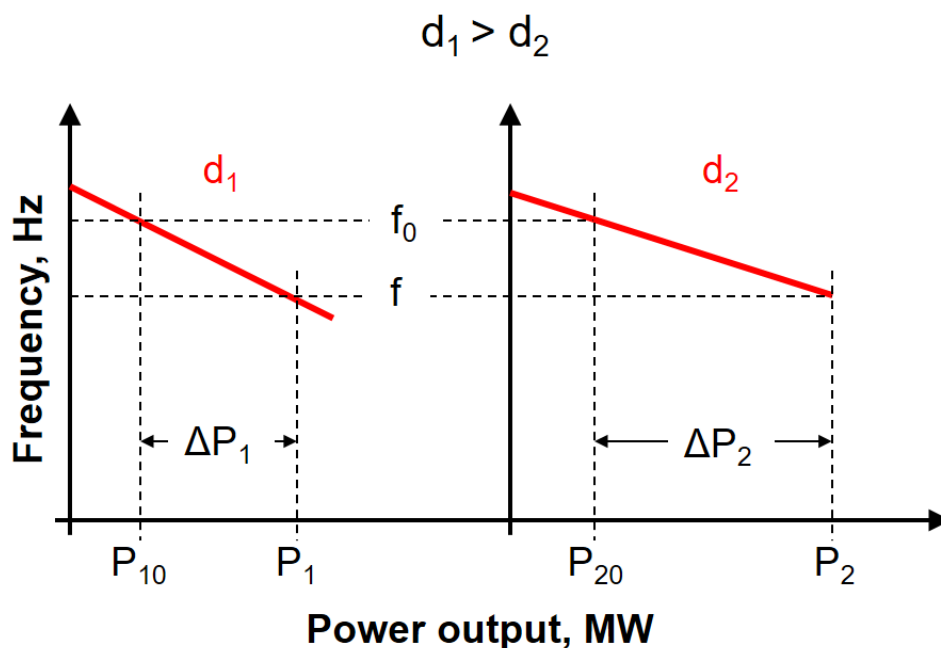 d₁ > d₂
d₁
d₂
Frequency, Hz
f₀
f
ΔP₁
ΔP₂
P₁₀
P₁
P₂₀
P₂
Power output, MW